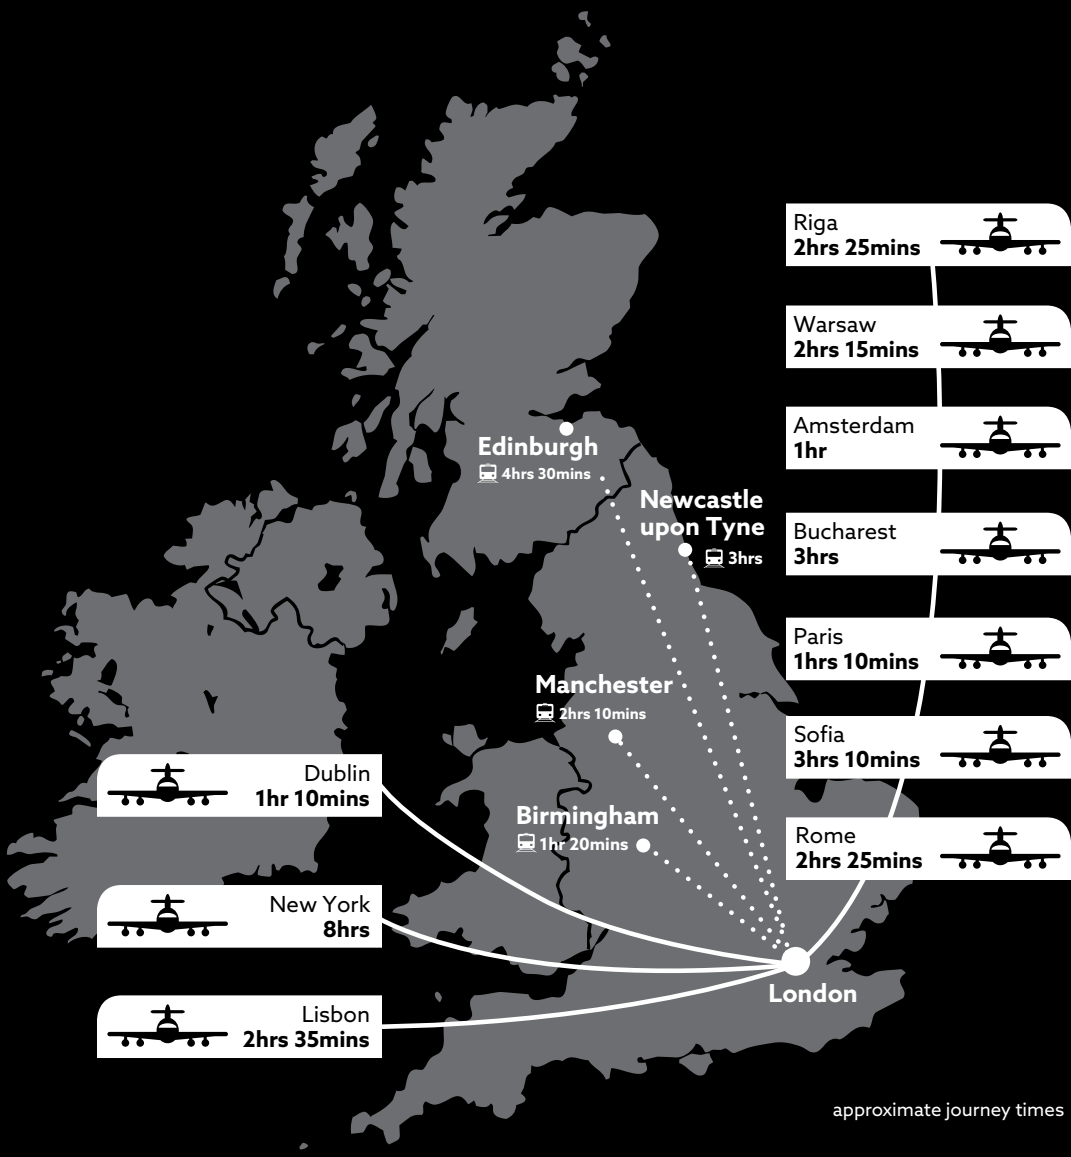 Riga
2hrs 25mins
Warsaw
2hrs 15mins
Amsterdam
1hr
Bucharest
3hrs
Paris
1hrs 10mins
Sofia
3hrs 10mins
Rome
2hrs 25mins
Edinburgh
4hrs 30mins
Newcastle
upon Tyne
3hrs
Manchester
2hrs 10mins
Birmingham
1hr 20mins
Dublin
1hr 10mins
New York
8hrs
Lisbon
2hrs 35mins
London
approximate journey times